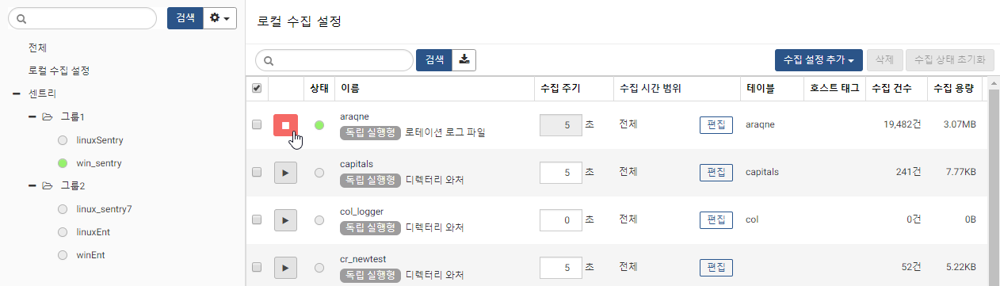 검색
전체
로컬 수집 설정
센트리
그룹1
linuxSentry
win_sentry
그룹2
linux_sentry7
linuxEnt
winEnt
로컬 수집 설정
검색 수집 설정 추가 삭제 수집 상태 초기화
상태 이름 수집 주기 수집 시간 범위 테이블 호스트 태그 수집 건수 수집 용량
araqne
독립 실행형 로테이션 로그 파일
5 초 전체 편집 araqne 19,482건 3.07MB
capitals
독립 실행형 디렉터리 와처
5 초 전체 편집 capitals 241건 7.77KB
col_logger
독립 실행형 디렉터리 와처
0 초 전체 편집 col 0건 0B
cr_newtest
독립 실행형 디렉터리 와처
5 초 전체 편집 52건 5.22KB